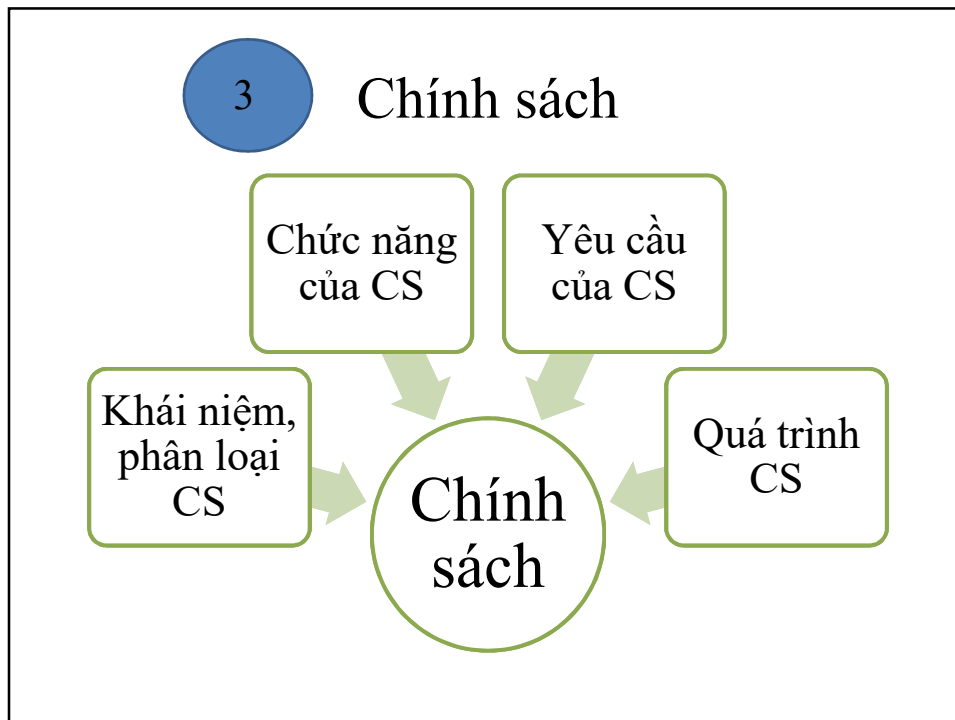 3
Chính sách
Chức năng
của CS
Yêu cầu
của CS
Khái niệm,
phân loại
CS
Quá trình
CS
Chính
sách